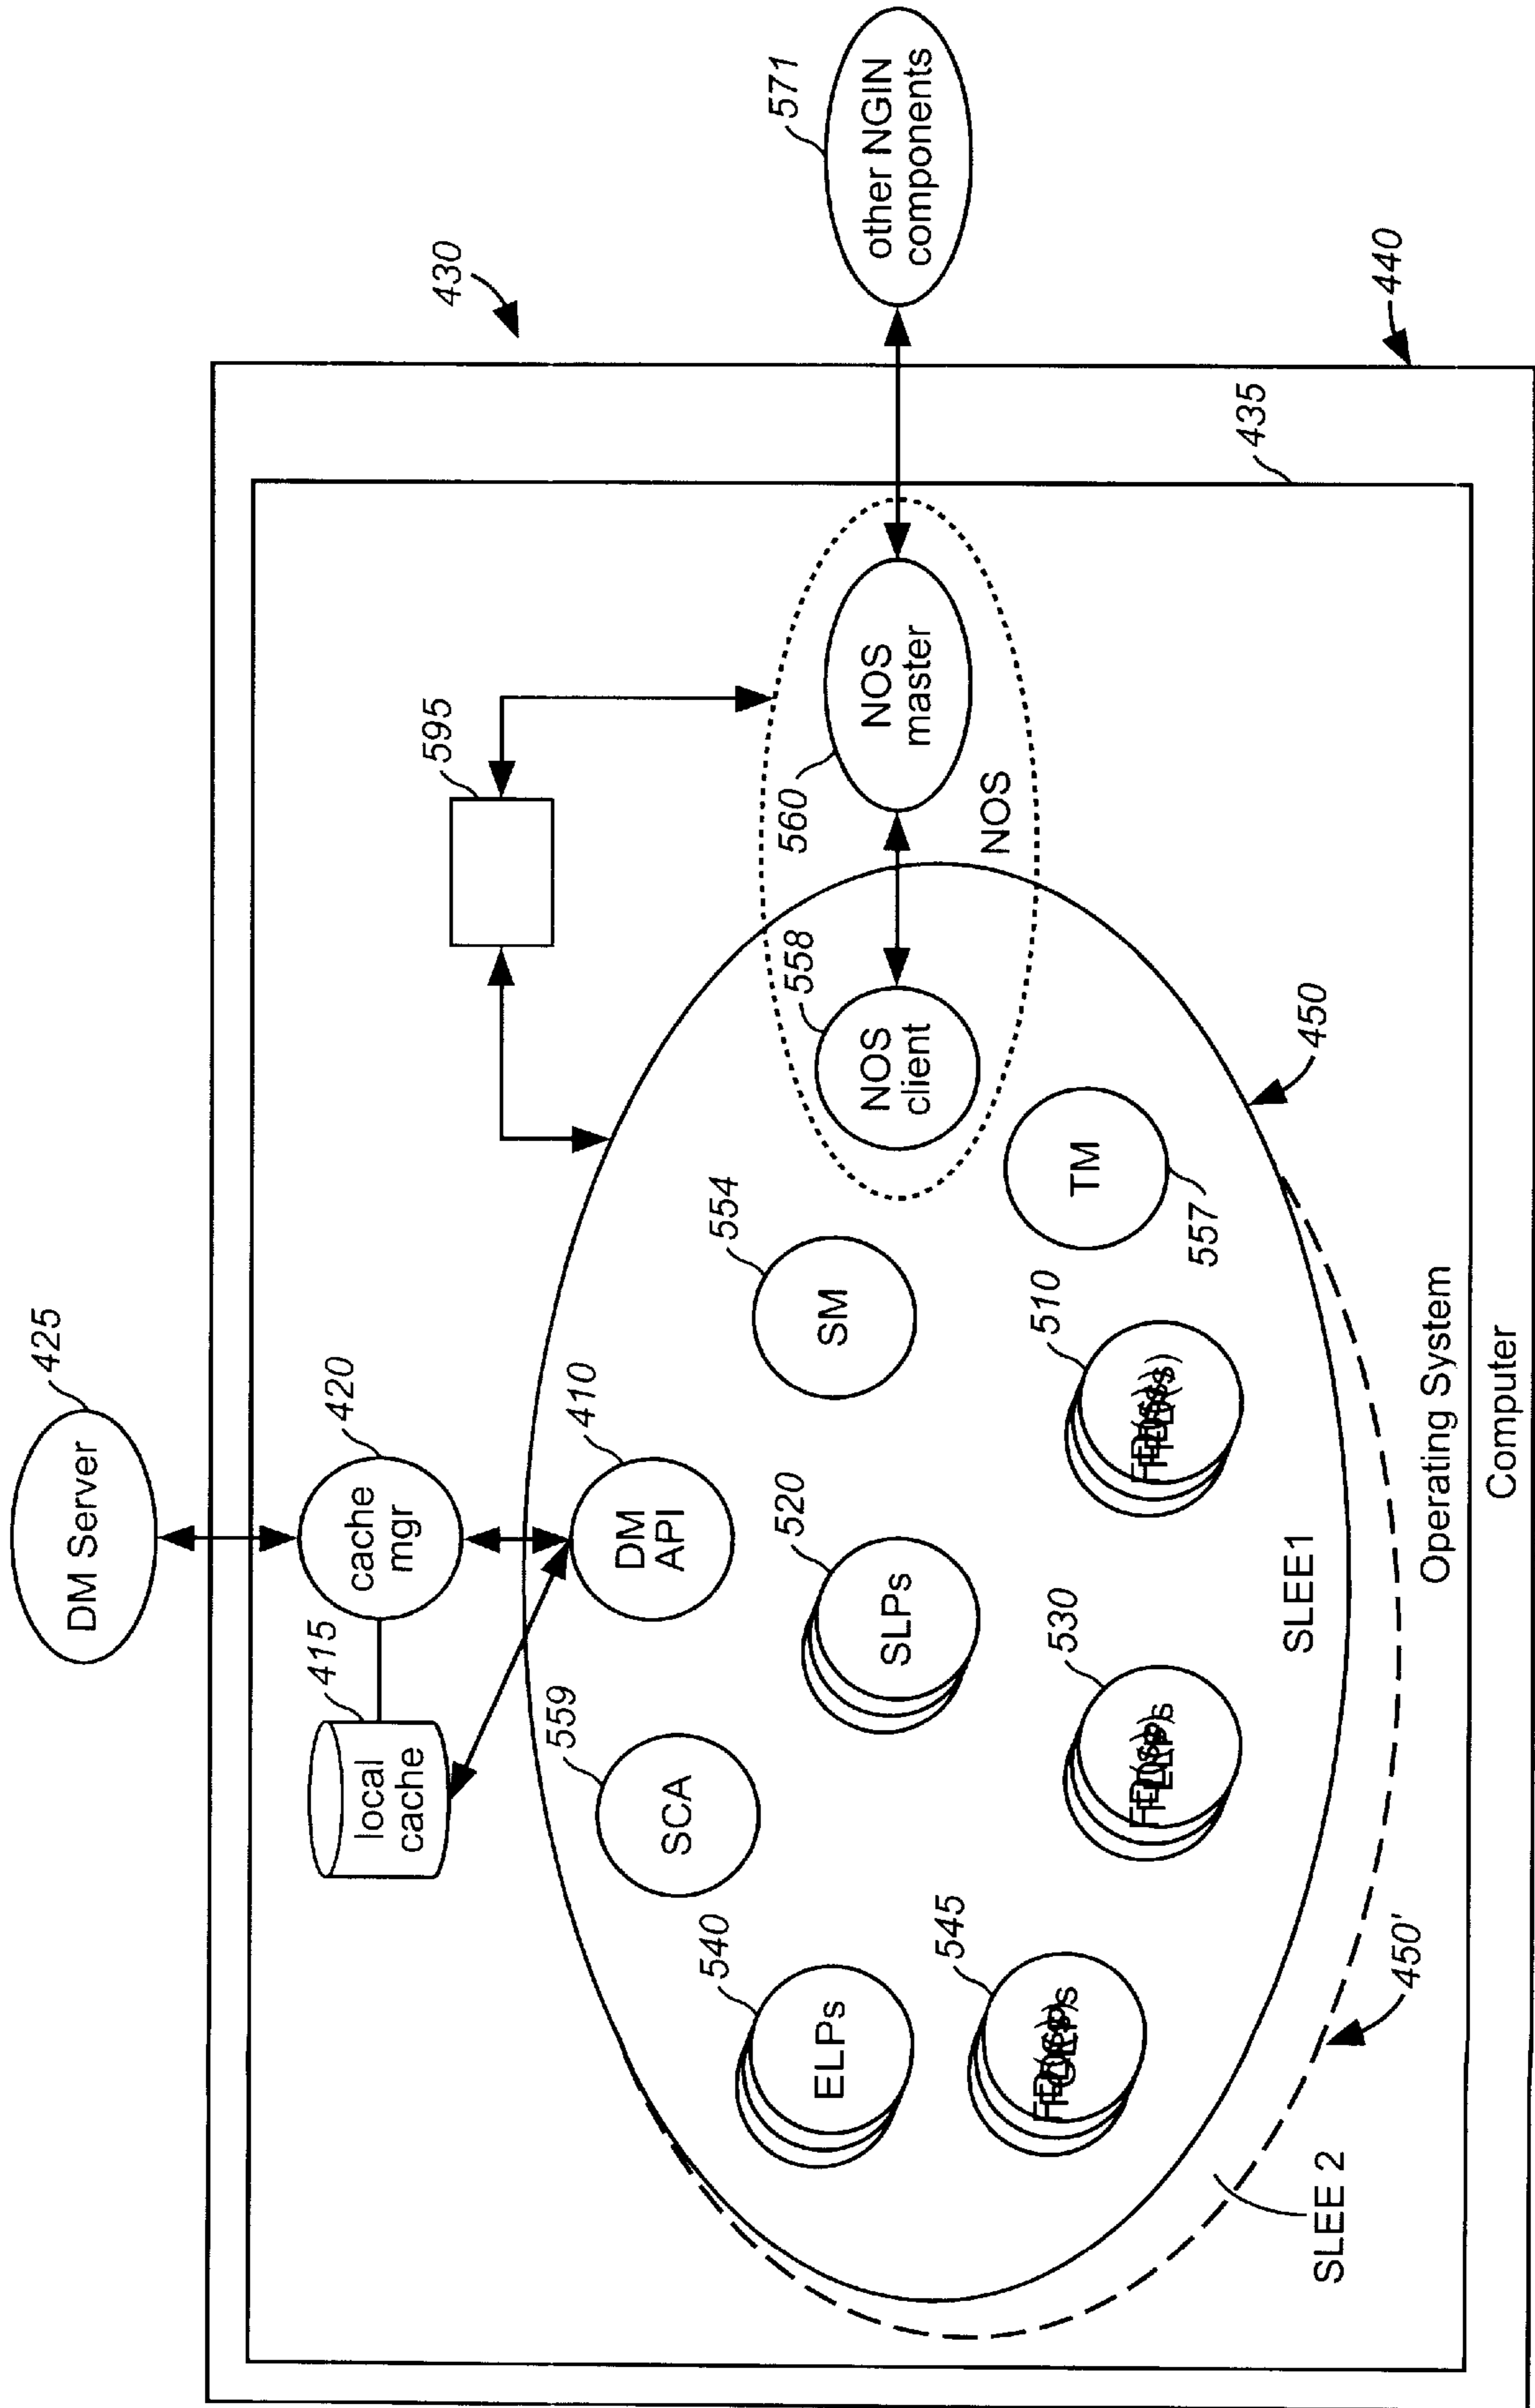 DM Server
425
430
571
other NGIN
components
440
435
cache
mgr
420
local
cache
415
595
DM
API
410
SCA
559
SM
554
NOS
client
558
NOS
master
560
NOS
ELPs
540
SLPs
520
TM
557
545
530
510
450
SLEE1
450'
SLEE 2
Operating System
Computer